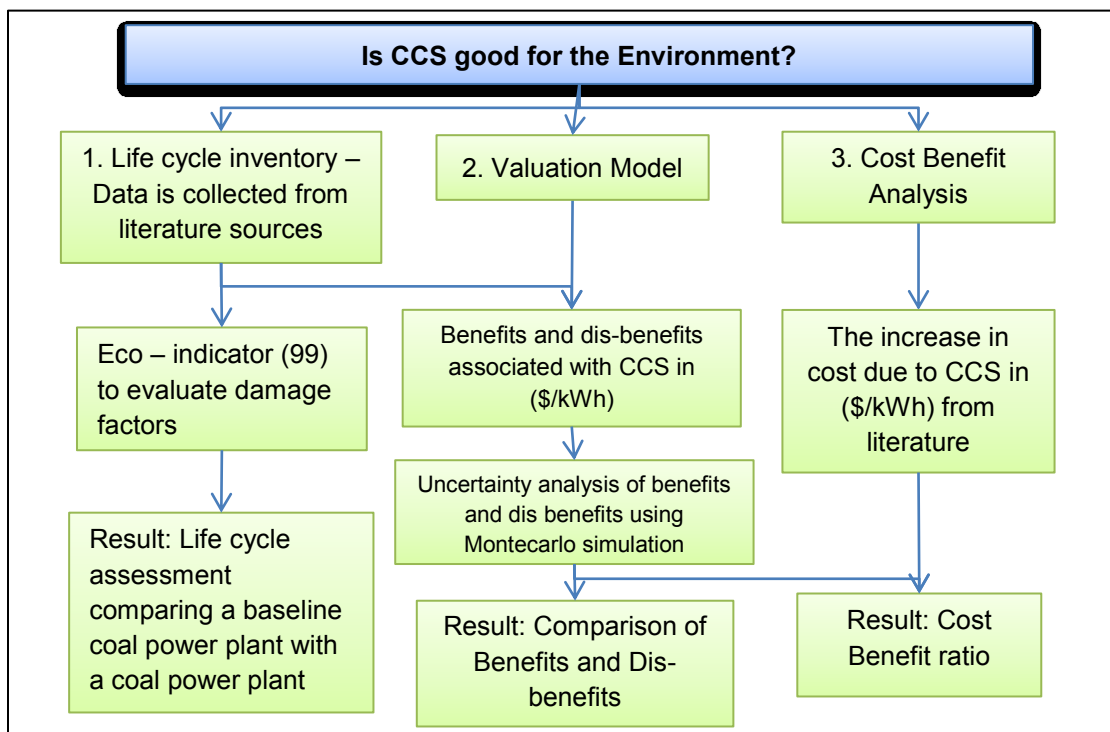 Is CCS good for the Environment?
1. Life cycle inventory –
Data is collected from
literature sources
2. Valuation Model
3. Cost Benefit
Analysis
Eco – indicator (99)
to evaluate damage
factors
Benefits and dis-benefits
associated with CCS in
($/kWh)
The increase in
cost due to CCS in
($/kWh) from
literature
Uncertainty analysis of benefits
and dis benefits using
Montecarlo simulation
Result: Life cycle
assessment
comparing a baseline
coal power plant with
a coal power plant
Result: Comparison of
Benefits and Dis-
benefits
Result: Cost
Benefit ratio